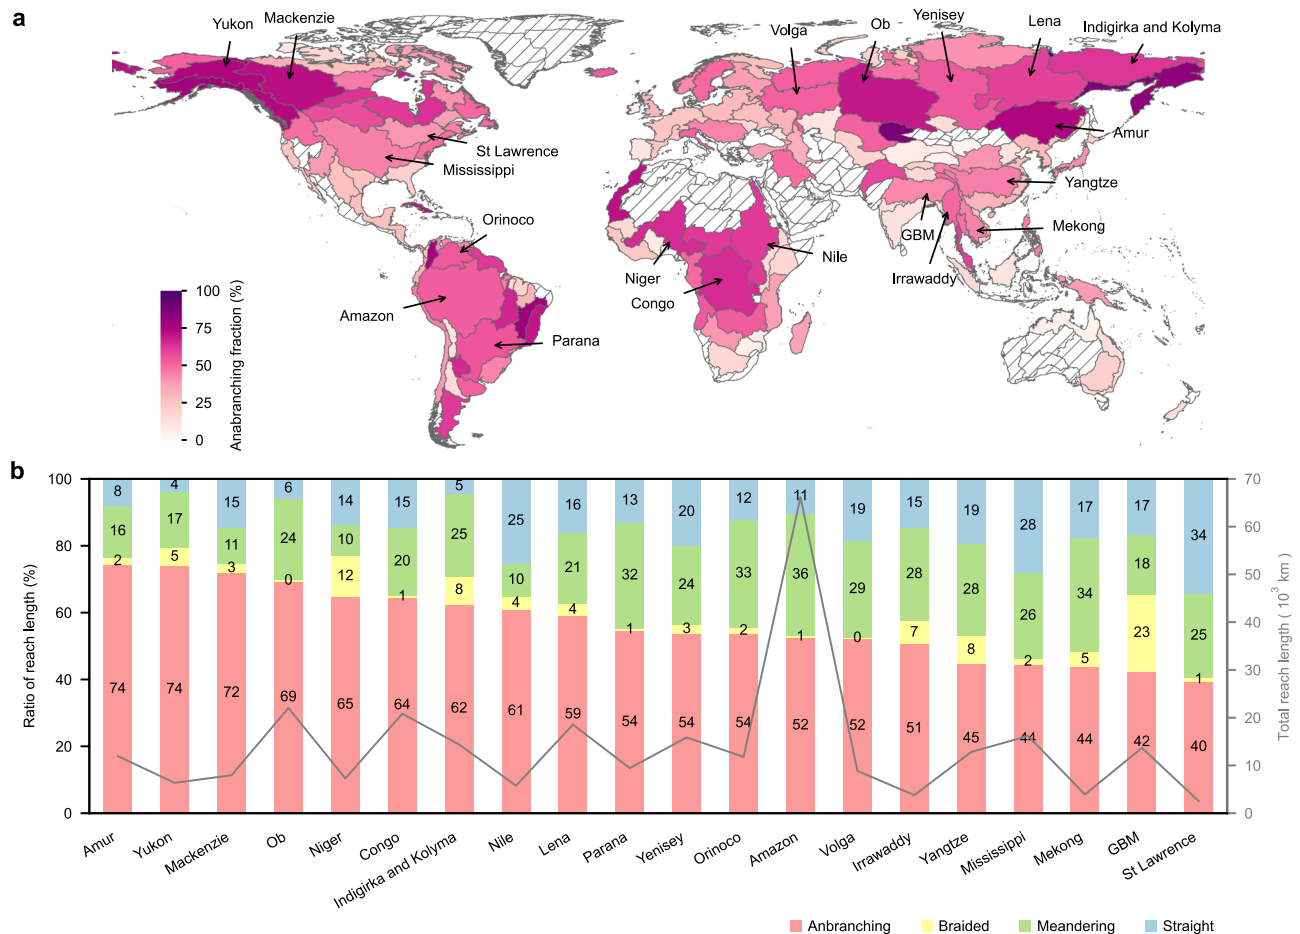 a
Yukon
Mackenzie
Volga
Ob
Yenisey
Lena
Indigirka and Kolyma
Amur
St Lawrence
Mississippi
Yangtze
Orinoco
GBM
Mekong
Nile
Niger
Irrawaddy
Congo
Amazon
Parana
100
75
50
25
0
Anabranching fraction (%)
b
Ratio of reach length (%)
100
80
60
40
20
0
8 4 15 6 14 15 5 25 16 13 20 12 11 19 15 19 28 17 17 34
16 17 11 24 10 20 25 10 21 32 24 33 36 29 28 28 26 34 18 25
2 5 3 0 12 1 8 4 4 1 3 2 1 0 7 8 2 5 23 1
74 74 72 69 65 64 62 61 59 54 54 54 52 52 51 45 44 44 42 40
70
60
50
40
30
20
10
0
Total reach length ( 10³ km )
Amur
Yukon
Mackenzie
Ob
Niger
Congo
Indigirka and Kolyma
Nile
Lena
Parana
Yenisey
Orinoco
Amazon
Volga
Irrawaddy
Yangtze
Mississippi
Mekong
GBM
St Lawrence
Anbranching Braided Meandering Straight